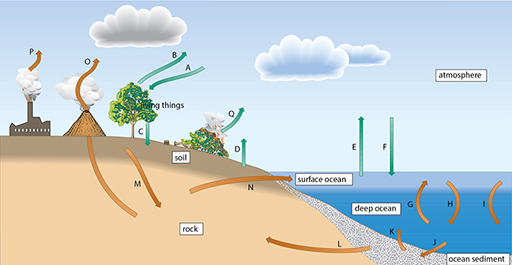 P
O
B
A
atmosphere
living things
Q
C
D
E
F
soil
M
N
surface ocean
deep ocean
G
H
I
rock
K
L
J
ocean sediment